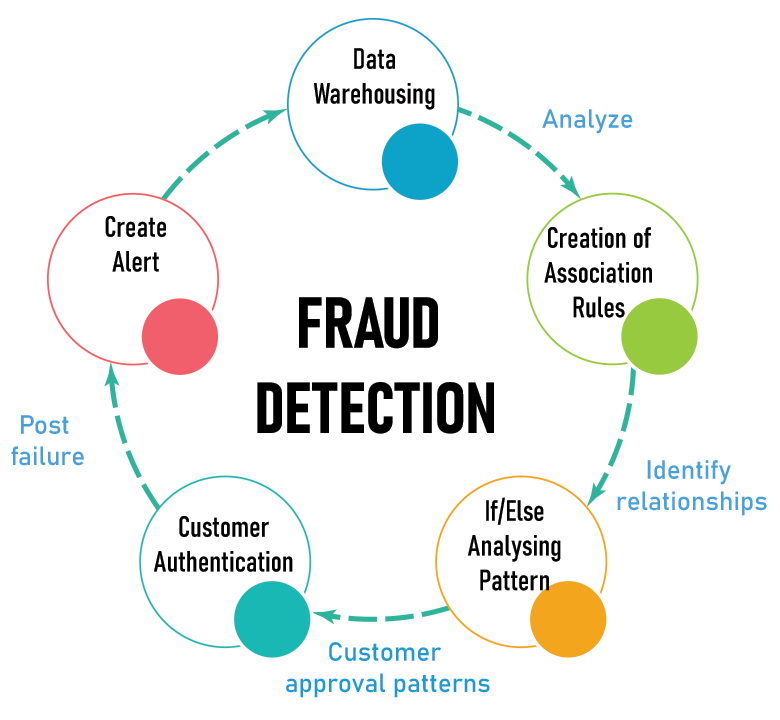 Data
Warehousing
Analyze
Creation of
Association
Rules
Identify
relationships
If/Else
Analysing
Pattern
Customer
approval patterns
Customer
Authentication
Post
failure
Create
Alert
FRAUD
DETECTION